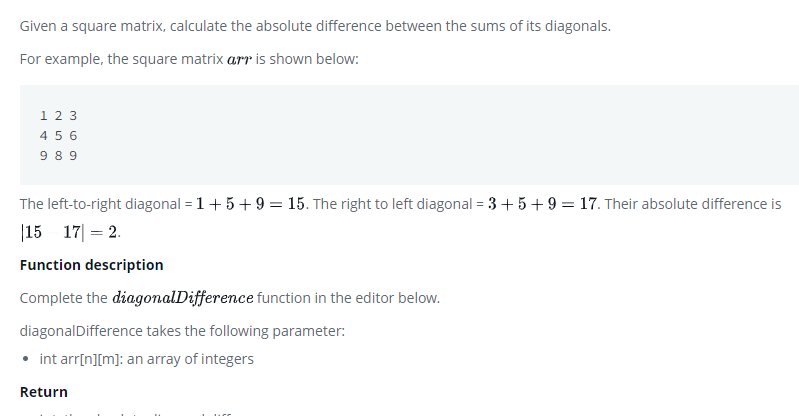 Given a square matrix, calculate the absolute difference between the sums of its diagonals.
For example, the square matrix arr is shown below:
1 2 3
4 5 6
9 8 9
The left-to-right diagonal = 1 + 5 + 9 = 15. The right to left diagonal = 3 + 5 + 9 = 17. Their absolute difference is
|15 17| = 2.
Function description
Complete the diagonalDifference function in the editor below.
diagonalDifference takes the following parameter:
• int arr[n][m]: an array of integers
Return